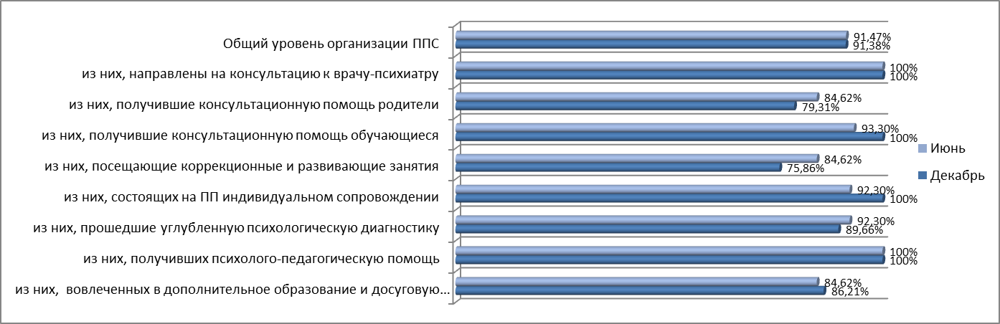 Общий уровень организации ППС
91,47%
91,38%
из них, направлены на консультацию к врачу-психиатру
100%
100%
из них, получившие консультационную помощь родители
84,62%
79,31%
из них, получившие консультационную помощь обучающиеся
93,30%
100%
из них, посещающие коррекционные и развивающие занятия
84,62%
75,86%
из них, состоящих на ПП индивидуальном сопровождении
92,30%
100%
из них, прошедшие углубленную психологическую диагностику
92,30%
89,66%
из них, получивших психолого-педагогическую помощь
100%
100%
из них, вовлеченных в дополнительное образование и досуговую...
84,62%
86,21%
Июнь
Декабрь